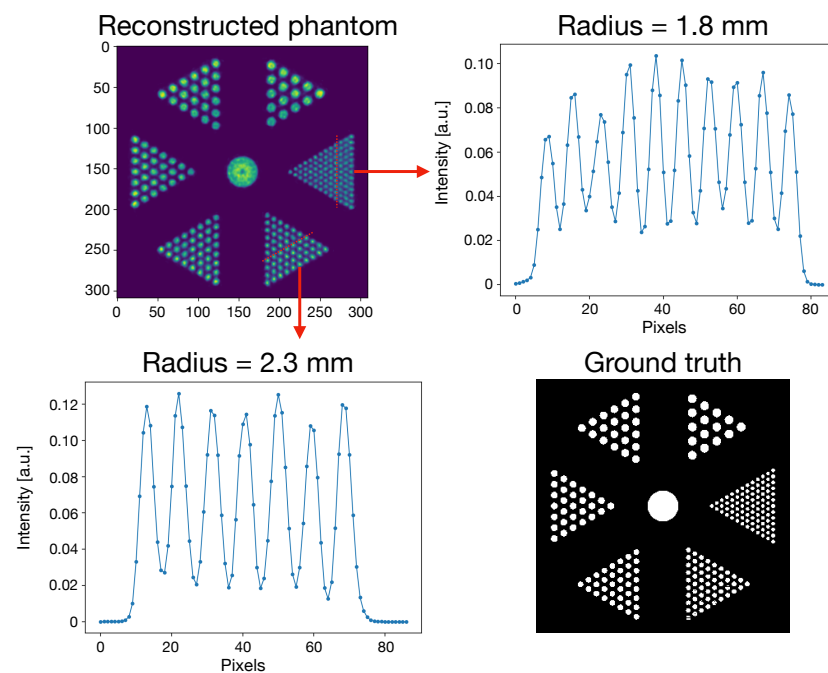 Reconstructed phantom
0
50
100
150
200
250
300
0 50 100 150 200 250 300
Radius = 1.8 mm
Intensity [a.u.]
0.10
0.08
0.06
0.04
0.02
0
0 20 40 60 80
Pixels
Radius = 2.3 mm
Intensity [a.u.]
0.12
0.10
0.08
0.06
0.04
0.02
0
0 20 40 60 80
Pixels
Ground truth